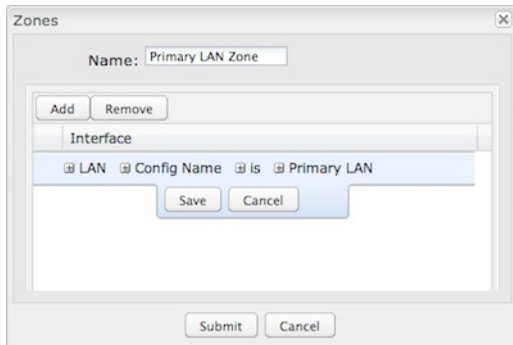 Zones
Name: Primary LAN Zone
Add Remove
Interface
LAN Config Name is Primary LAN
Save Cancel
Submit Cancel